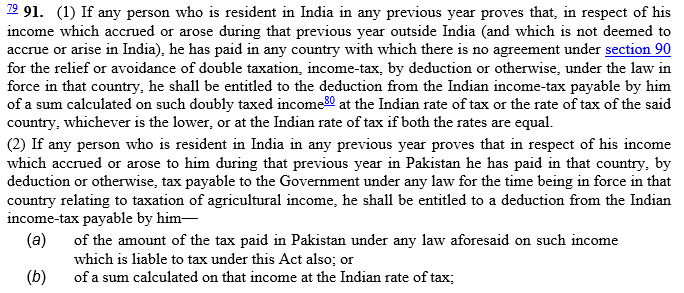 79 91. (1) If any person who is resident in India in any previous year proves that, in respect of his
income which accrued or arose during that previous year outside India (and which is not deemed to
accrue or arise in India), he has paid in any country with which there is no agreement under section 90
for the relief or avoidance of double taxation, income-tax, by deduction or otherwise, under the law in
force in that country, he shall be entitled to the deduction from the Indian income-tax payable by him
of a sum calculated on such doubly taxed income80 at the Indian rate of tax or the rate of tax of the said
country, whichever is the lower, or at the Indian rate of tax if both the rates are equal.
(2) If any person who is resident in India in any previous year proves that in respect of his income
which accrued or arose to him during that previous year in Pakistan he has paid in that country, by
deduction or otherwise, tax payable to the Government under any law for the time being in force in that
country relating to taxation of agricultural income, he shall be entitled to a deduction from the Indian
income-tax payable by him—
(a) of the amount of the tax paid in Pakistan under any law aforesaid on such income
which is liable to tax under this Act also; or
(b) of a sum calculated on that income at the Indian rate of tax;